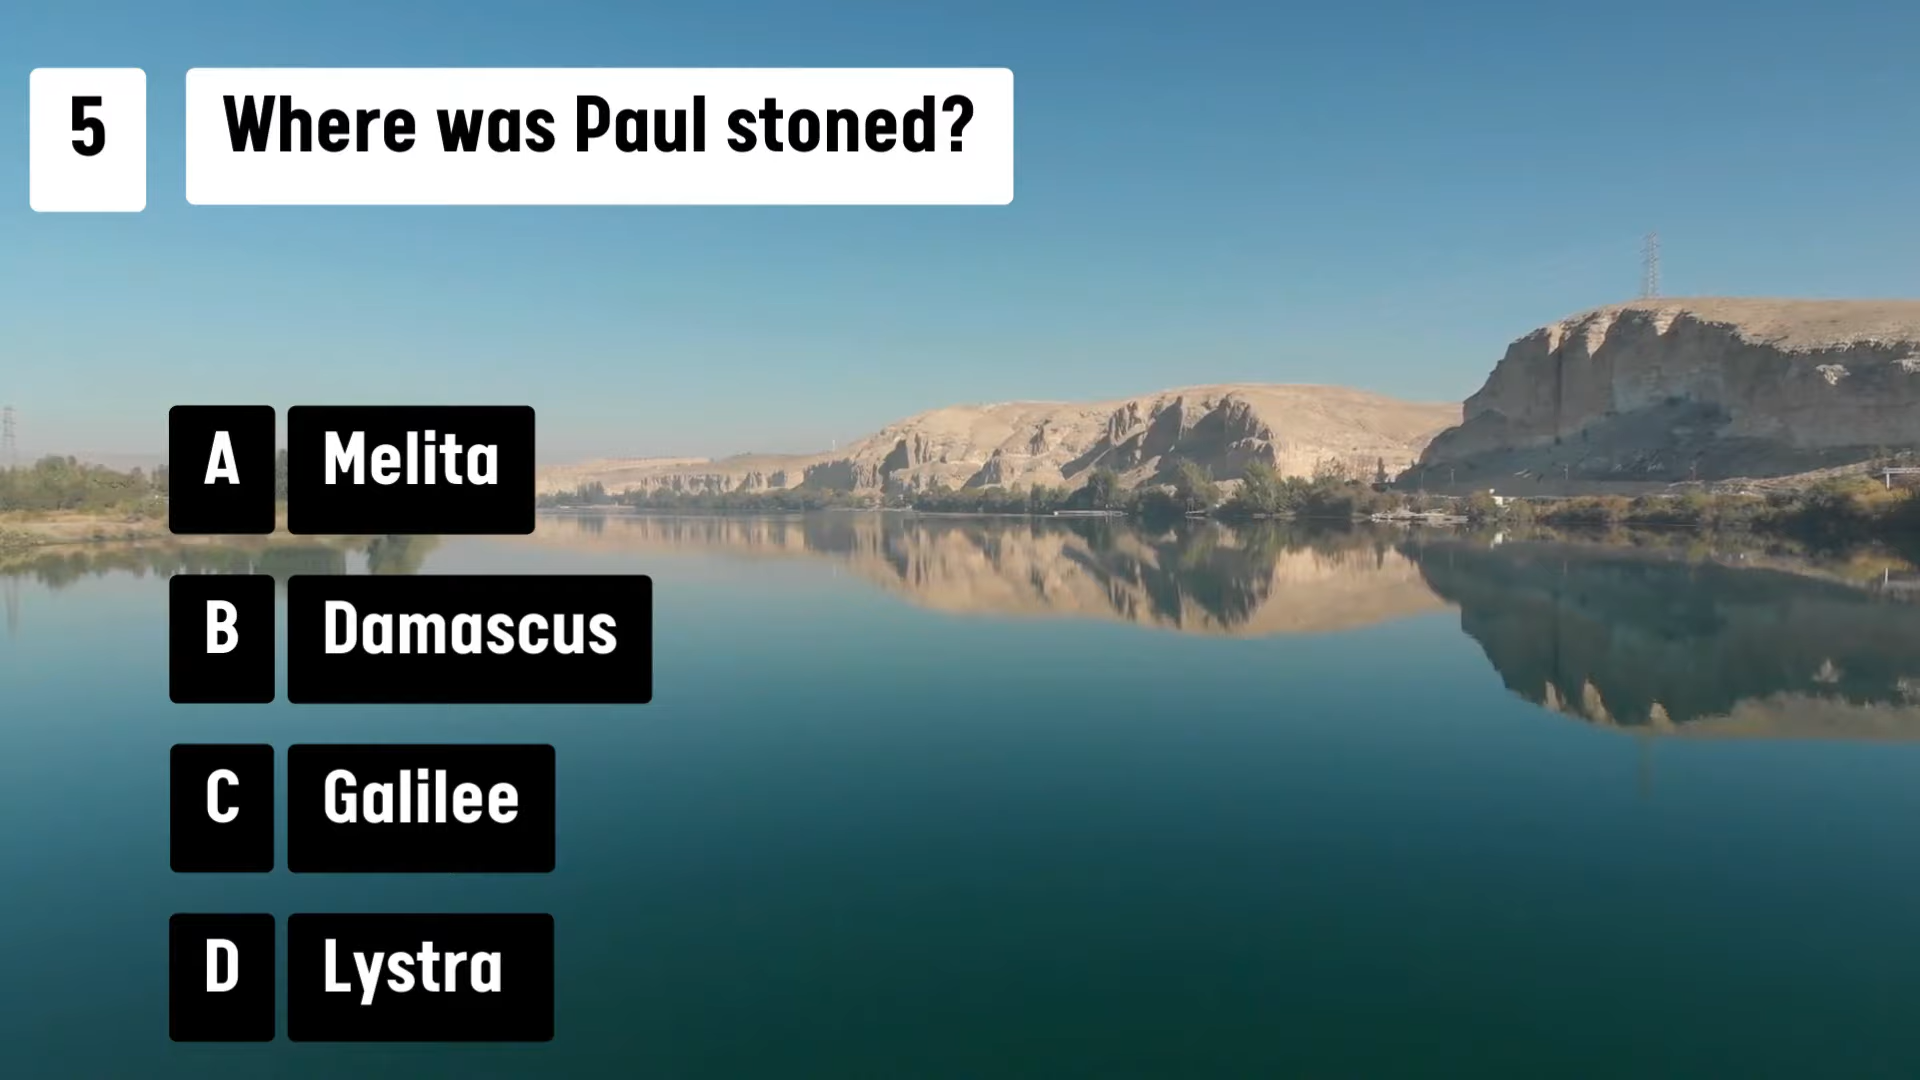 5
Where was Paul stoned?
A Melita
B Damascus
C Galilee
D Lystra